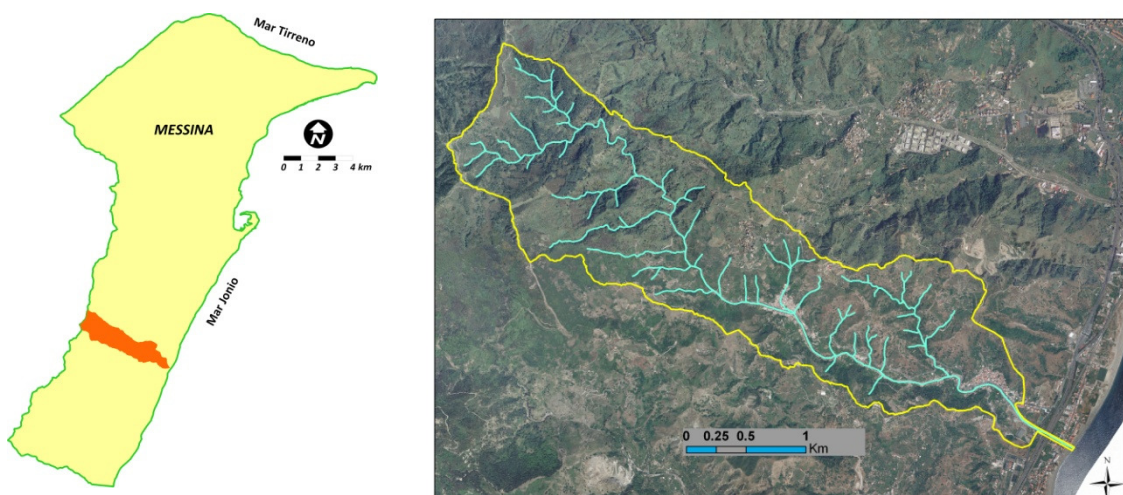 Mar Tirreno
MESSINA
N
0 1 2 3 4 km
Mar Jonio
0 0.25 0.5 1
Km
N